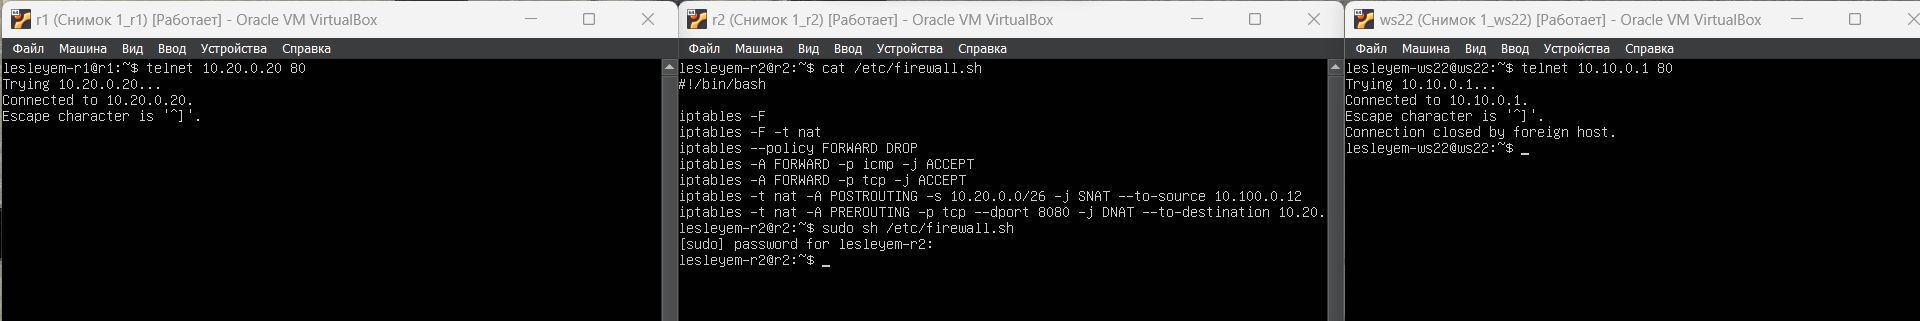 r1 (Снимок 1_r1) [Работает] - Oracle VM VirtualBox
Файл Машина Вид Ввод Устройства Справка
lesleyem-r1@r1:~$ telnet 10.20.0.20 80
Trying 10.20.0.20...
Connected to 10.20.0.20.
Escape character is '^]'.
r2 (Снимок 1_r2) [Работает] - Oracle VM VirtualBox
Файл Машина Вид Ввод Устройства Справка
lesleyem-r2@r2:~$ cat /etc/firewall.sh
#!/bin/bash
iptables -F
iptables -F -t nat
iptables --policy FORWARD DROP
iptables -A FORWARD -p icmp -j ACCEPT
iptables -A FORWARD -p tcp -j ACCEPT
iptables -t nat -A POSTROUTING -s 10.20.0.0/26 -j SNAT --to-source 10.100.0.12
iptables -t nat -A PREROUTING -p tcp --dport 8080 -j DNAT --to-destination 10.20.
lesleyem-r2@r2:~$ sudo sh /etc/firewall.sh
[sudo] password for lesleyem-r2:
lesleyem-r2@r2:~$ _
ws22 (Снимок 1_ws22) [Работает] - Oracle VM VirtualBox
Файл Машина Вид Ввод Устройства Справка
lesleyem-ws22@ws22:~$ telnet 10.10.0.1 80
Trying 10.10.0.1...
Connected to 10.10.0.1.
Escape character is '^]'.
Connection closed by foreign host.
lesleyem-ws22@ws22:~$ _